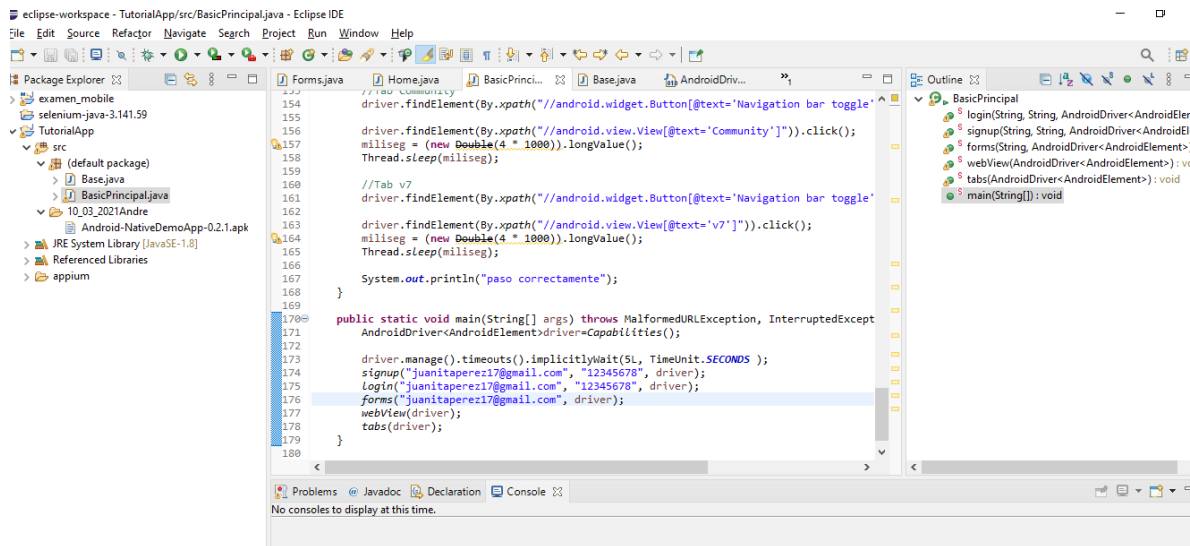 eclipse-workspace - TutorialApp/src/BasicPrincipal.java - Eclipse IDE
File Edit Source Refactor Navigate Search Project Run Window Help
Package Explorer
examen_mobile
selenium-java-3.141.59
TutorialApp
src
(default package)
Base.java
BasicPrincipal.java
10_03_2021Andre
Android-NativeDemoApp-0.2.1.apk
JRE System Library [JavaSE-1.8]
Referenced Libraries
appium
Forms.java Home.java BasicPrinci... Base.java AndroidDriv... »1
153 //Tab Community
154 driver.findElement(By.xpath("//android.widget.Button[@text='Navigation bar toggle'
155
156 driver.findElement(By.xpath("//android.view.View[@text='Community']")).click();
157 miliseg = (new Double(4 * 1000)).longValue();
158 Thread.sleep(miliseg);
159
160 //Tab v7
161 driver.findElement(By.xpath("//android.widget.Button[@text='Navigation bar toggle'
162
163 driver.findElement(By.xpath("//android.view.View[@text='v7']")).click();
164 miliseg = (new Double(4 * 1000)).longValue();
165 Thread.sleep(miliseg);
166
167 System.out.println("paso correctamente");
168 }
169
170 public static void main(String[] args) throws MalformedURLException, InterruptedExcept
171 AndroidDriver<AndroidElement>driver=Capabilities();
172
173 driver.manage().timeouts().implicitlyWait(5L, TimeUnit.SECONDS );
174 signup("juanitaperez17@gmail.com", "12345678", driver);
175 login("juanitaperez17@gmail.com", "12345678", driver);
176 forms("juanitaperez17@gmail.com", driver);
177 webView(driver);
178 tabs(driver);
179 }
180
Outline
BasicPrincipal
login(String, String, AndroidDriver<AndroidEler
signup(String, String, AndroidDriver<AndroidEl
forms(String, AndroidDriver<AndroidElement>
webView(AndroidDriver<AndroidElement>) : vo
tabs(AndroidDriver<AndroidElement>) : void
main(String[]) : void
Problems Javadoc Declaration Console
No consoles to display at this time.